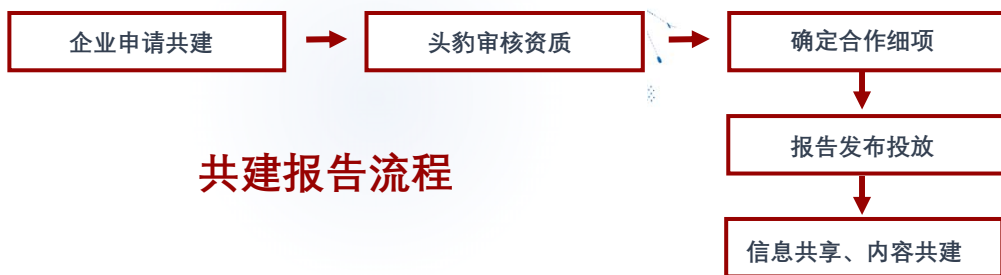 企业申请共建
头豹审核资质
确定合作细项
报告发布投放
共建报告流程
信息共享、内容共建